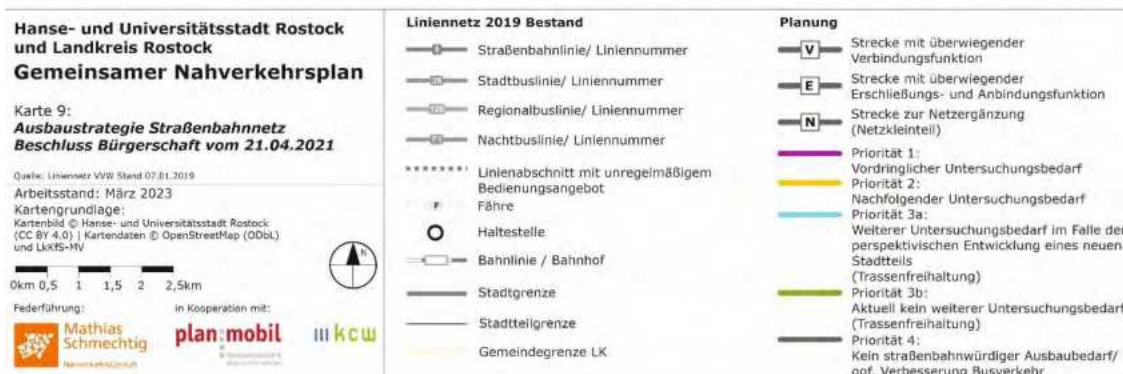 Hanse- und Universitätsstadt Rostock
und Landkreis Rostock
Gemeinsamer Nahverkehrsplan
Karte 9:
Ausbaustrategie Straßenbahnnetz
Beschluss Bürgerschaft vom 21.04.2021
Quelle: Liniennetz VVW Stand 07.01.2019
Arbeitsstand: März 2023
Kartengrundlage:
Kartenbild © Hanse- und Universitätsstadt Rostock
(CC BY 4.0) | Kartendaten © OpenStreetMap (ODbL)
und LkKfS-MV
N
0km 0,5 1 1,5 2 2,5km
Federführung:
in Kooperation mit:
Mathias
Schmechtig
NahverkehrsConsult
plan:mobil
kcw
Liniennetz 2019 Bestand
Straßenbahnlinie/ Liniennummer
Stadtbuslinie/ Liniennummer
Regionalbuslinie/ Liniennummer
Nachtbuslinie/ Liniennummer
Linienabschnitt mit unregelmäßigem
Bedienungsangebot
F Fähre
Haltestelle
Bahnlinie / Bahnhof
Stadtgrenze
Stadtteilgrenze
Gemeindegrenze LK
Planung
V Strecke mit überwiegender
Verbindungsfunktion
E Strecke mit überwiegender
Erschließungs- und Anbindungsfunktion
N Strecke zur Netzergänzung
(Netzkleinteil)
Priorität 1:
Vordringlicher Untersuchungsbedarf
Priorität 2:
Nachfolgender Untersuchungsbedarf
Priorität 3a:
Weiterer Untersuchungsbedarf im Falle der
perspektivischen Entwicklung eines neuen
Stadtteils
(Trassenfreihaltung)
Priorität 3b:
Aktuell kein weiterer Untersuchungsbedarf
(Trassenfreihaltung)
Priorität 4:
Kein straßenbahnwürdiger Ausbaubedarf/
ggf. Verbesserung Busverkehr